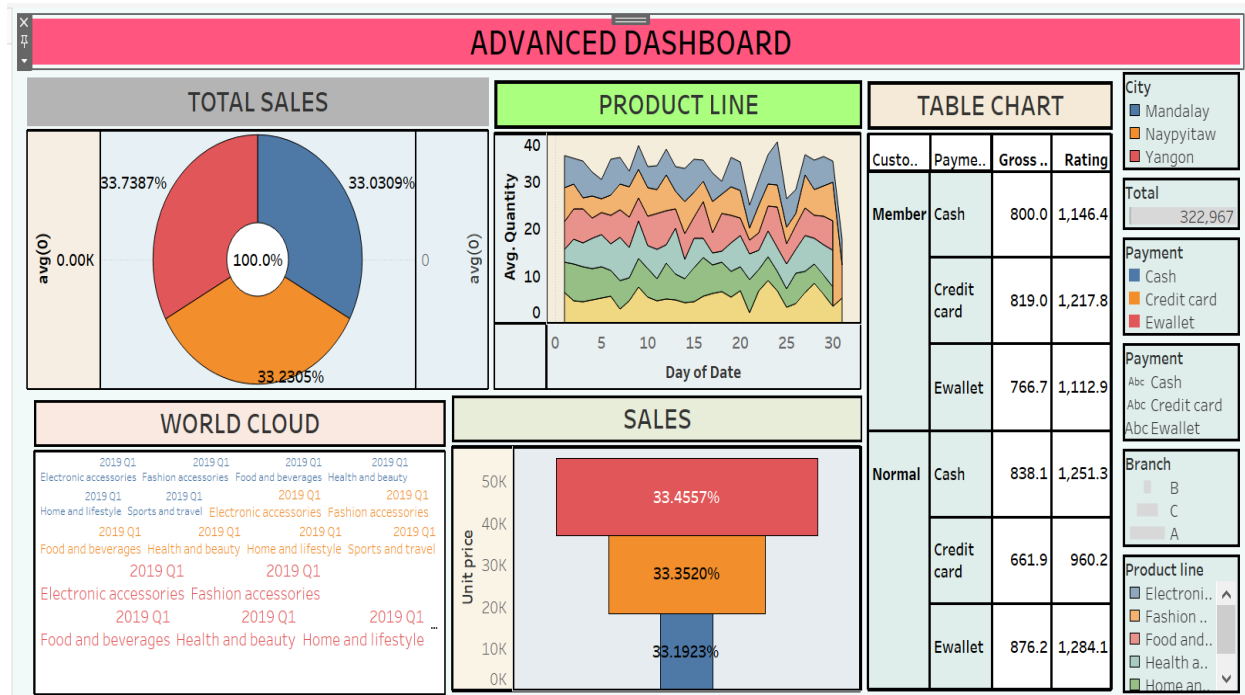 ADVANCED DASHBOARD
TOTAL SALES
33.7387%
33.0309%
avg(0)
0.00K
100.0%
0
avg(0)
33.2305%
PRODUCT LINE
40
30
20
10
0
Avg. Quantity
0 5 10 15 20 25 30
Day of Date
TABLE CHART
Custo.. Payme.. Gross .. Rating
Member Cash 800.0 1,146.4
Credit
card 819.0 1,217.8
Ewallet 766.7 1,112.9
Normal Cash 838.1 1,251.3
Credit
card 661.9 960.2
Ewallet 876.2 1,284.1
City
Mandalay
Naypyitaw
Yangon
Total
322,967
Payment
Cash
Credit card
Ewallet
Payment
Abc Cash
Abc Credit card
Abc Ewallet
Branch
B
C
A
Product line
Electroni..
Fashion ..
Food and..
Health a..
Home an..
WORLD CLOUD
2019 Q1 2019 Q1 2019 Q1 2019 Q1
Electronic accessories Fashion accessories Food and beverages Health and beauty
2019 Q1 2019 Q1 2019 Q1 2019 Q1
Home and lifestyle Sports and travel Electronic accessories Fashion accessories
2019 Q1 2019 Q1 2019 Q1 2019 Q1
Food and beverages Health and beauty Home and lifestyle Sports and travel
2019 Q1 2019 Q1
Electronic accessories Fashion accessories
2019 Q1 2019 Q1 2019 Q1 ...
Food and beverages Health and beauty Home and lifestyle
SALES
50K
40K
30K
20K
10K
0K
Unit price
33.4557%
33.3520%
33.1923%